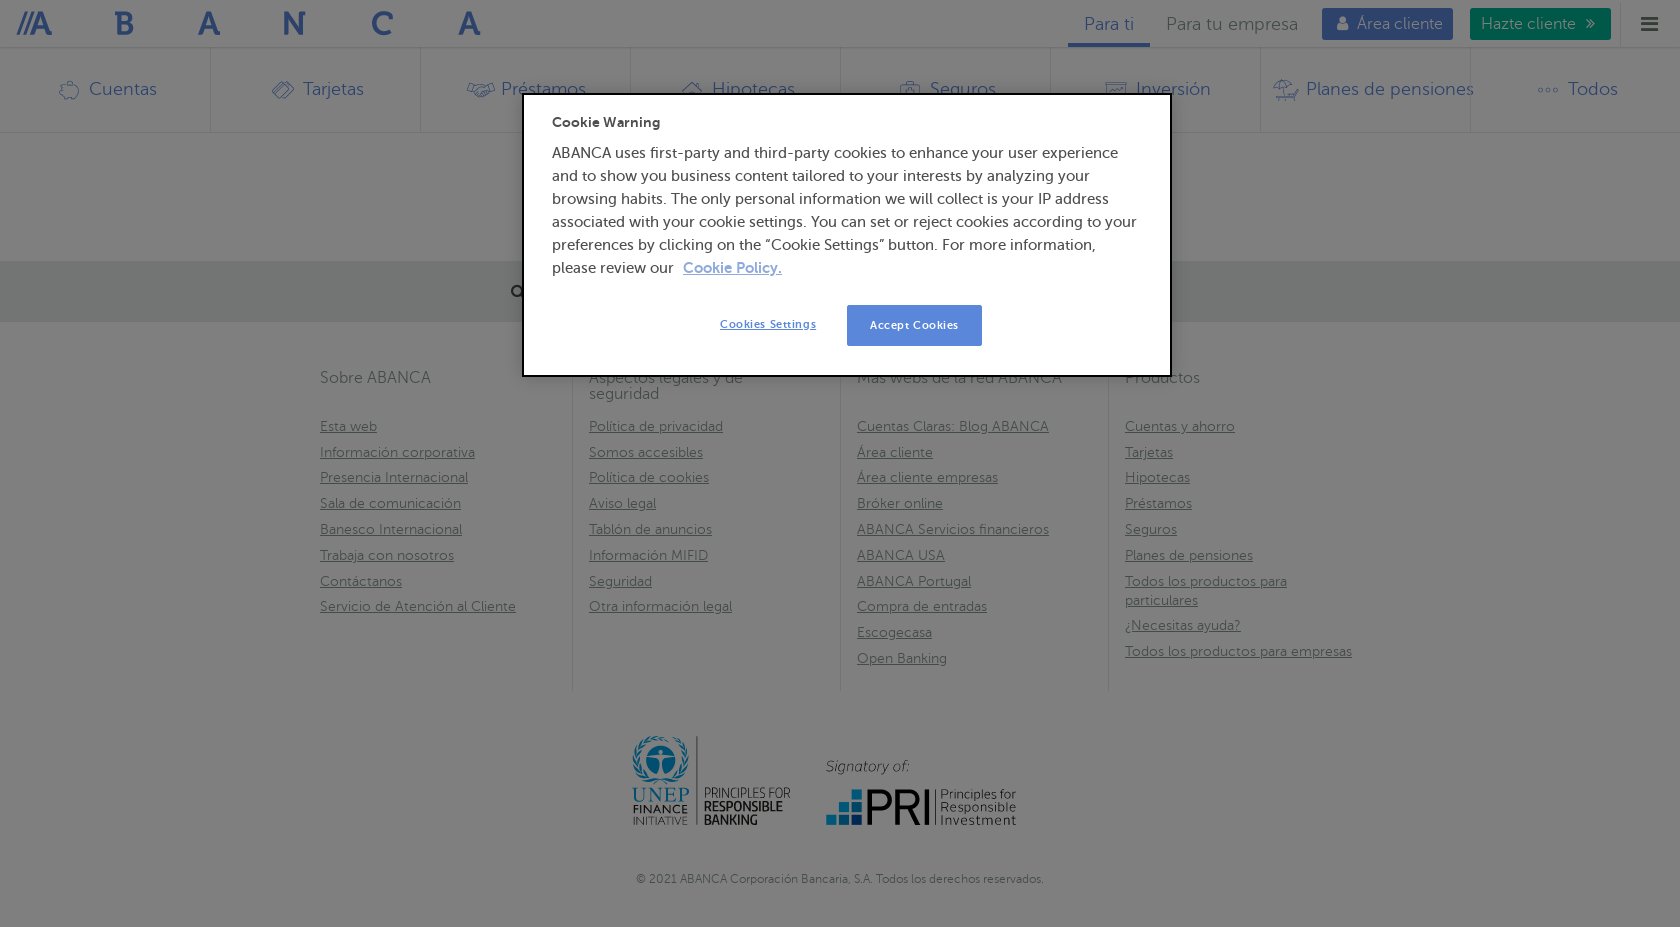 ABANCA
Para ti
Para tu empresa
Área cliente
Hazte cliente
Cuentas
Tarjetas
Préstamos
Hipotecas
Seguros
Inversión
Planes de pensiones
Todos
Cookie Warning
ABANCA uses first-party and third-party cookies to enhance your user experience
and to show you business content tailored to your interests by analyzing your
browsing habits. The only personal information we will collect is your IP address
associated with your cookie settings. You can set or reject cookies according to your
preferences by clicking on the “Cookie Settings” button. For more information,
please review our Cookie Policy.
Cookies Settings
Accept Cookies
Sobre ABANCA
Esta web
Información corporativa
Presencia Internacional
Sala de comunicación
Banesco Internacional
Trabaja con nosotros
Contáctanos
Servicio de Atención al Cliente
Aspectos legales y de
seguridad
Política de privacidad
Somos accesibles
Política de cookies
Aviso legal
Tablón de anuncios
Información MIFID
Seguridad
Otra información legal
Más webs de la red ABANCA
Cuentas Claras: Blog ABANCA
Área cliente
Área cliente empresas
Bróker online
ABANCA Servicios financieros
ABANCA USA
ABANCA Portugal
Compra de entradas
Escogecasa
Open Banking
Productos
Cuentas y ahorro
Tarjetas
Hipotecas
Préstamos
Seguros
Planes de pensiones
Todos los productos para
particulares
¿Necesitas ayuda?
Todos los productos para empresas
UNEP
FINANCE
INITIATIVE
PRINCIPLES FOR
RESPONSIBLE
BANKING
Signatory of:
PRI
Principles for
Responsible
Investment
© 2021 ABANCA Corporación Bancaria, S.A. Todos los derechos reservados.